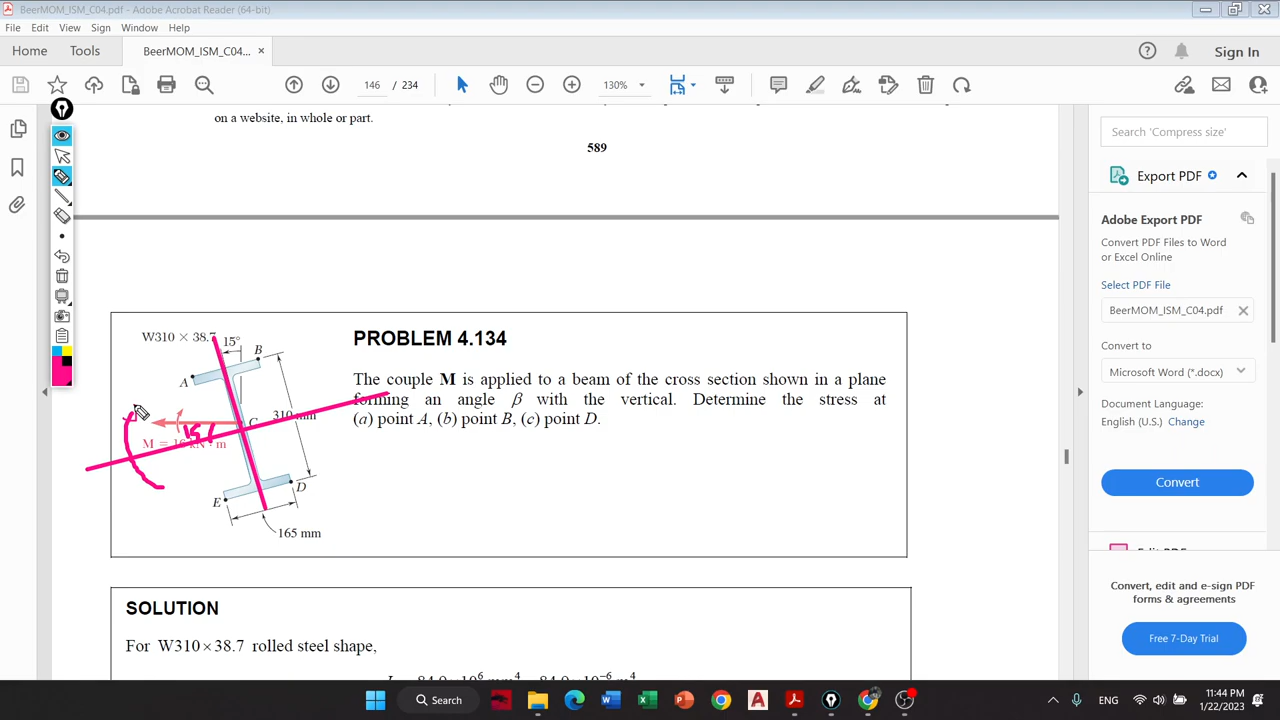 BeerMOM_ISM_C04.pdf - Adobe Acrobat Reader (64-bit)
File Edit View Sign Window Help
Home Tools BeerMOM_ISM_C04... × Sign In
146 / 234 130%
on a website, in whole or part.
589
W310 × 38.7
15°
B
A
C
310 mm
M = 16 kN · m
15°
E
D
165 mm
PROBLEM 4.134
The couple M is applied to a beam of the cross section shown in a plane
forming an angle β with the vertical. Determine the stress at
(a) point A, (b) point B, (c) point D.
SOLUTION
For W310×38.7 rolled steel shape,
Search 'Compress size'
Export PDF
Adobe Export PDF
Convert PDF Files to Word
or Excel Online
Select PDF File
BeerMOM_ISM_C04.pdf
Convert to
Microsoft Word (*.docx)
Document Language:
English (U.S.) Change
Convert
Edit PDF
Convert, edit and e-sign PDF
forms & agreements
Free 7-Day Trial
Search
ENG
11:44 PM
1/22/2023